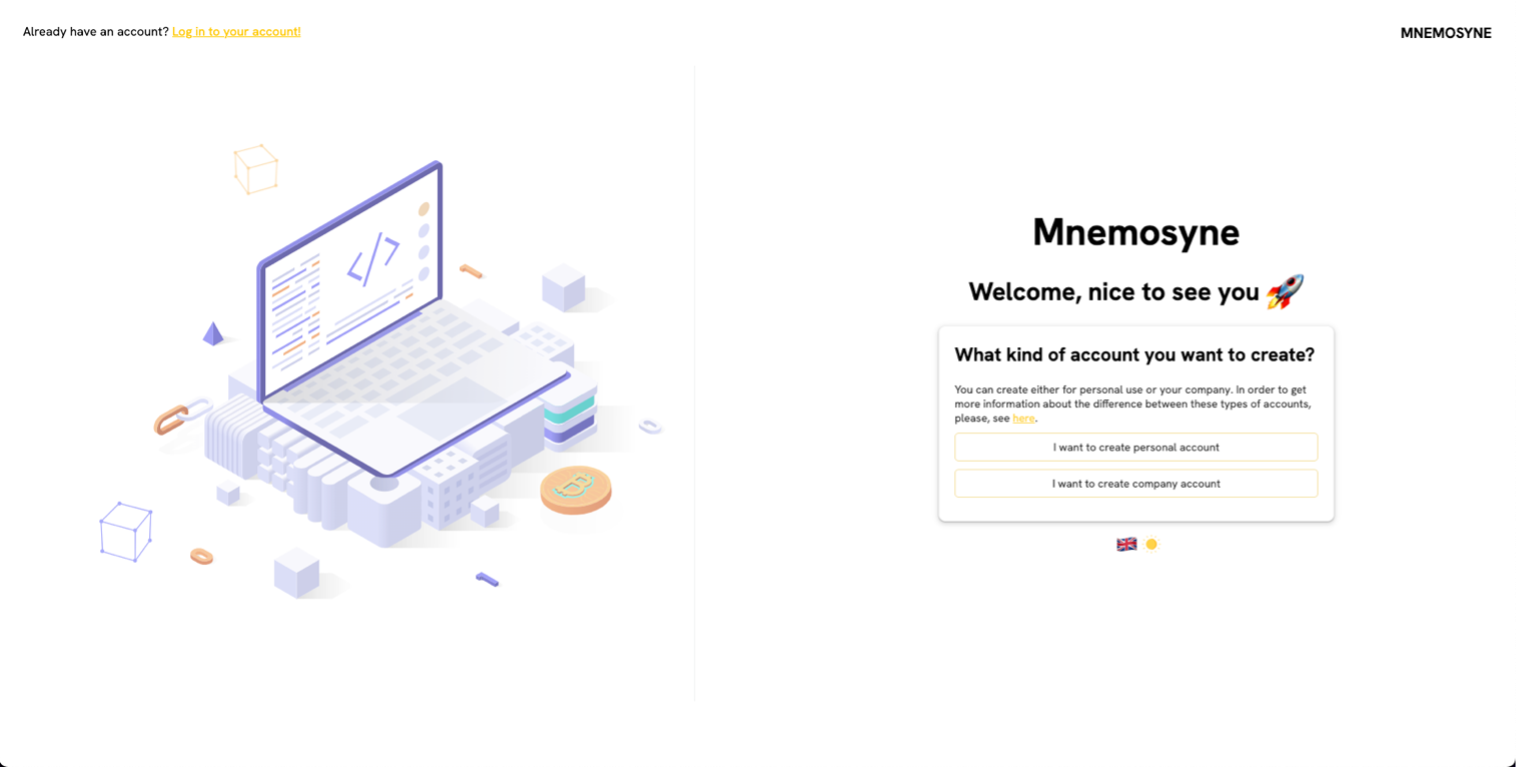 Already have an account? Log in to your account!
MNEMOSYNE
Mnemosyne
Welcome, nice to see you 🚀
What kind of account you want to create?
You can create either for personal use or your company. In order to get
more information about the difference between these types of accounts,
please, see here.
I want to create personal account
I want to create company account